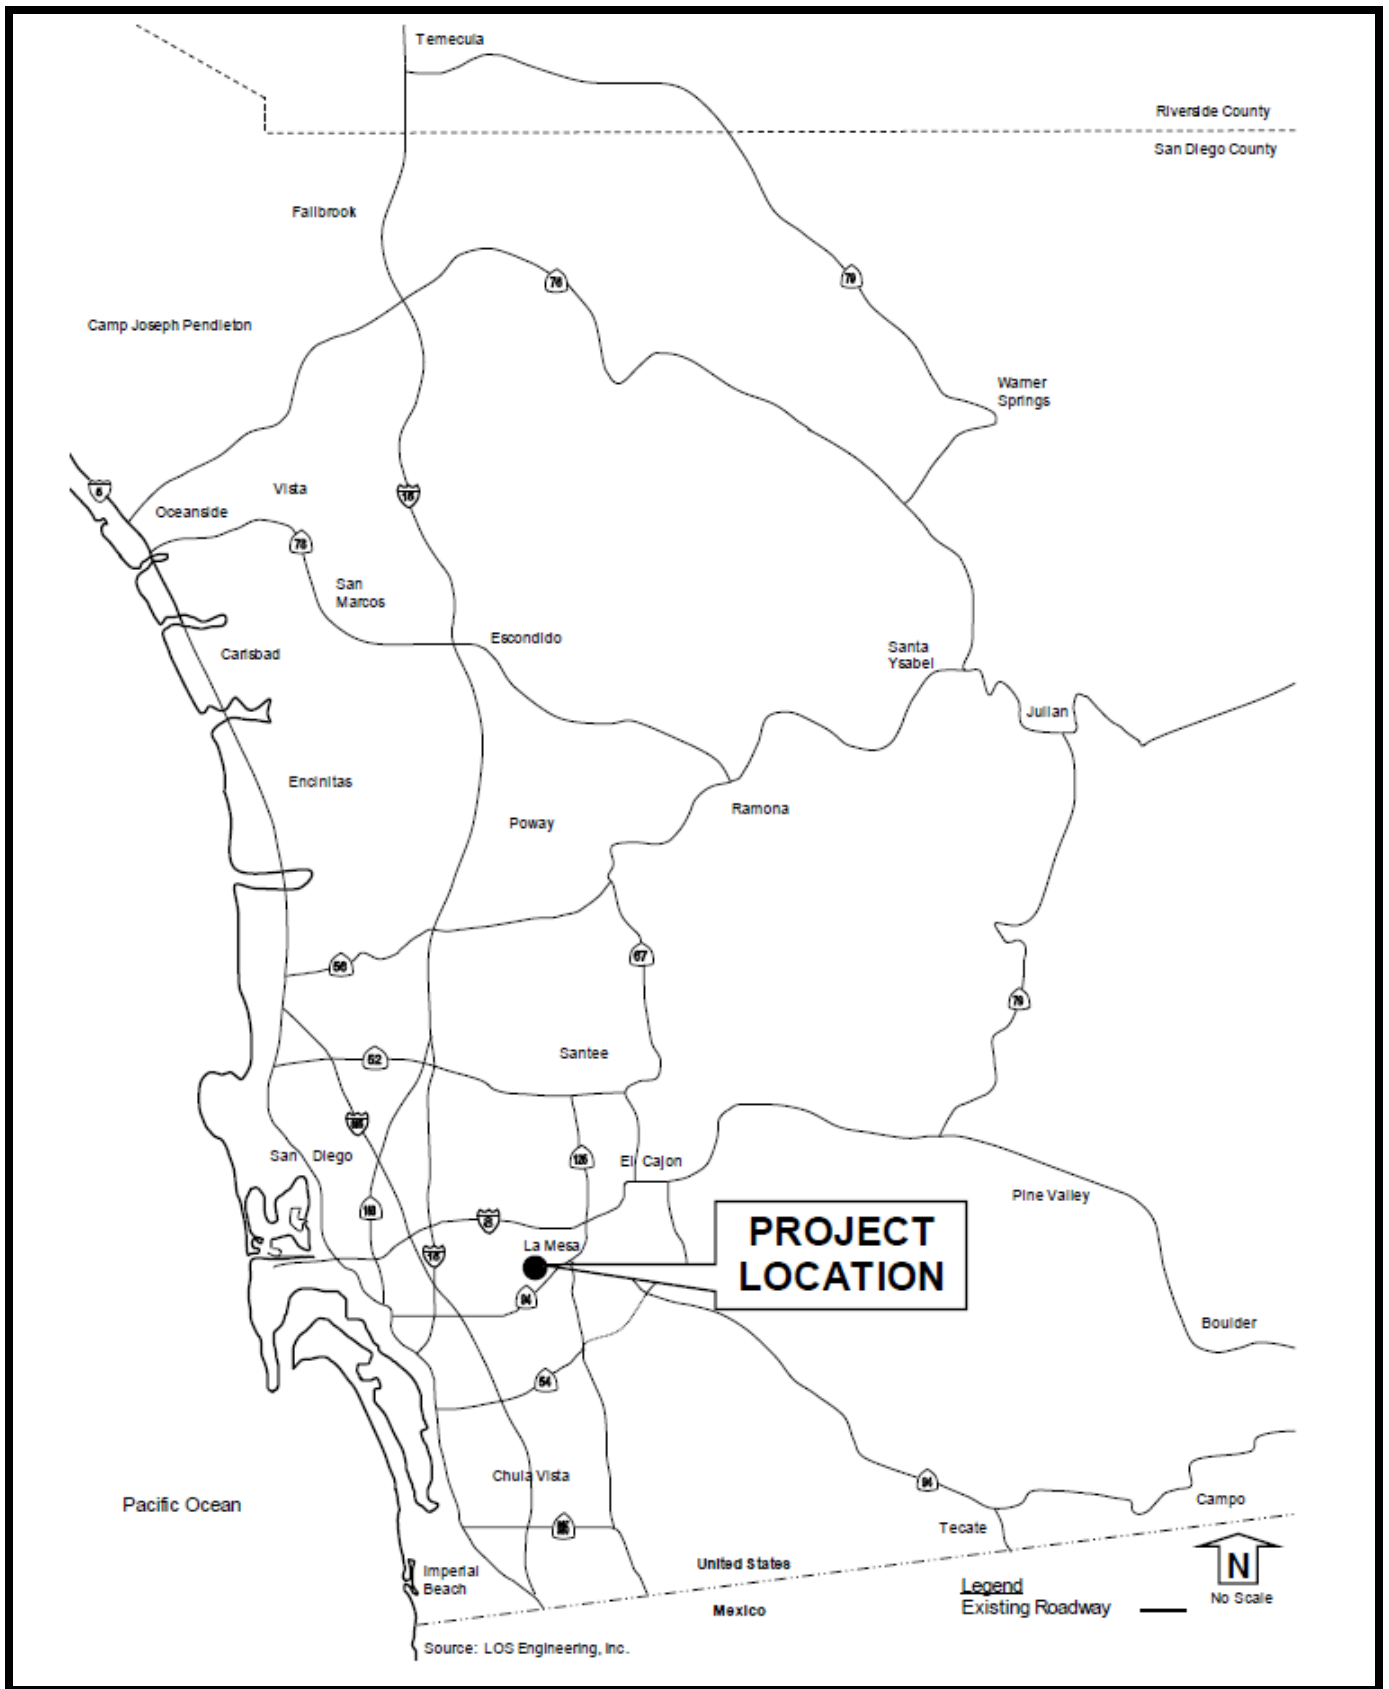 Temecula
Riverside County
San Diego County
Fallbrook
76
79
Camp Joseph Pendleton
Warner
Springs
5
Vista
15
Oceanside
78
San
Marcos
Escondido
Santa
Ysabel
Carlsbad
Julian
Encinitas
Ramona
Poway
56
67
79
Santee
52
805
San Diego
125
El Cajon
Pine Valley
163
8
PROJECT
LOCATION
La Mesa
15
94
Boulder
54
Chula Vista
94
Pacific Ocean
Campo
Tecate
905
United States
N
Imperial
Beach
Legend
No Scale
Existing Roadway
Mexico
Source: LOS Engineering, Inc.